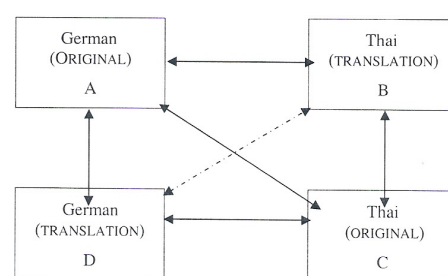 German
(ORIGINAL)
A
Thai
(TRANSLATION)
B
German
(TRANSLATION)
D
Thai
(ORIGINAL)
C